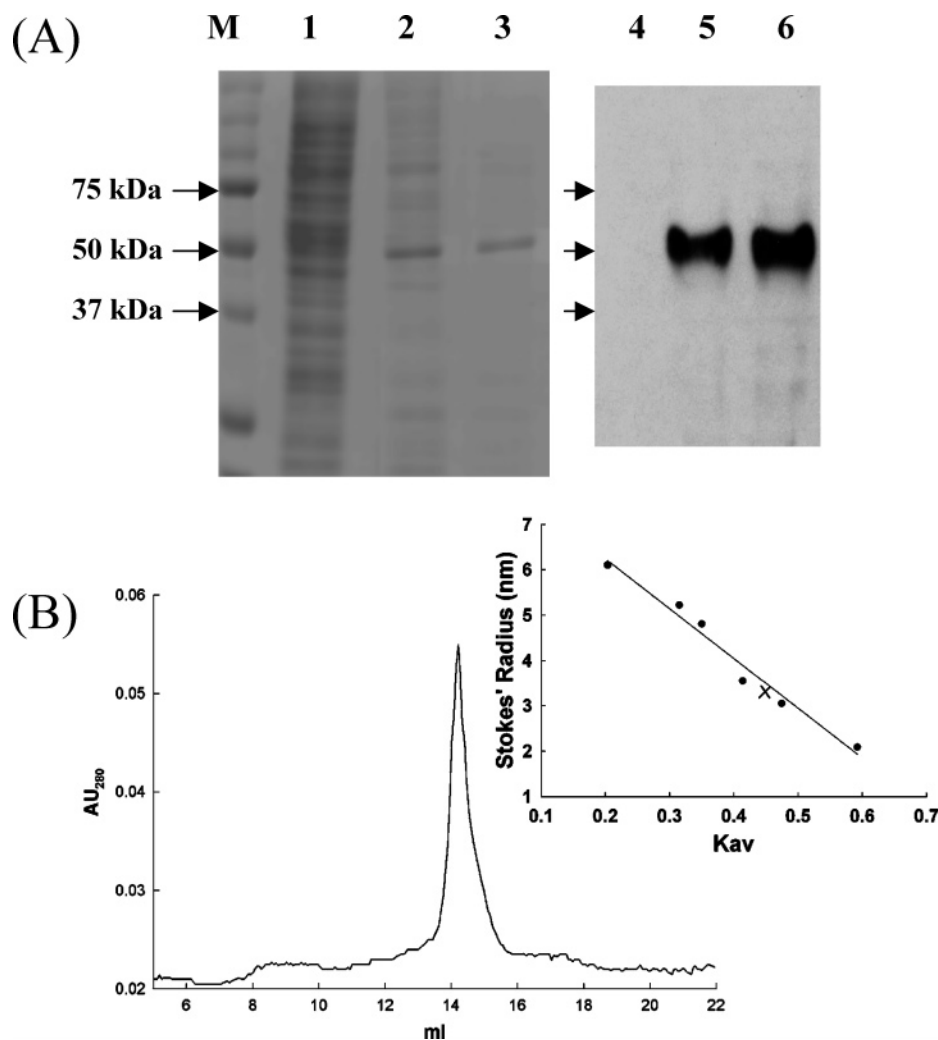 (A)
M 1 2 3 4 5 6
75 kDa
50 kDa
37 kDa
(B)
0.06
0.05
0.04
0.03
0.02
AU280
6 8 10 12 14 16 18 20 22
ml
7
6
5
4
3
2
1
Stokes' Radius (nm)
0.1 0.2 0.3 0.4 0.5 0.6 0.7
Kav